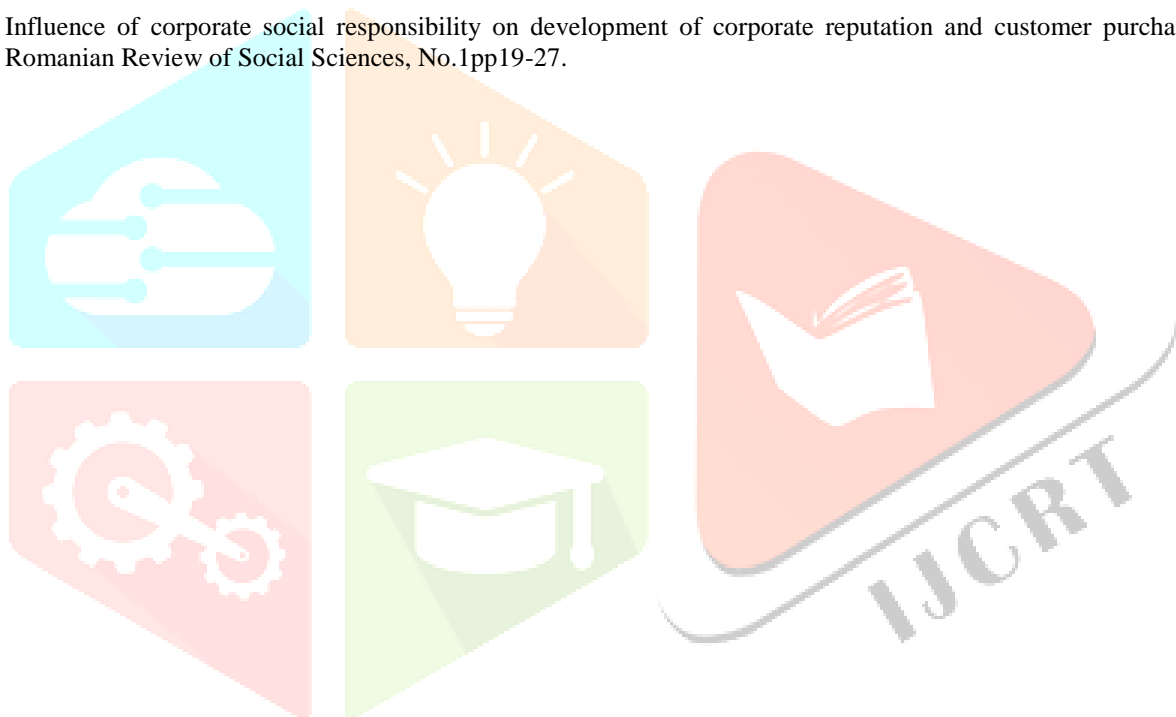 Influence of corporate social responsibility on development of corporate reputation and customer purcha
Romanian Review of Social Sciences, No.1pp19-27.
IJCRT